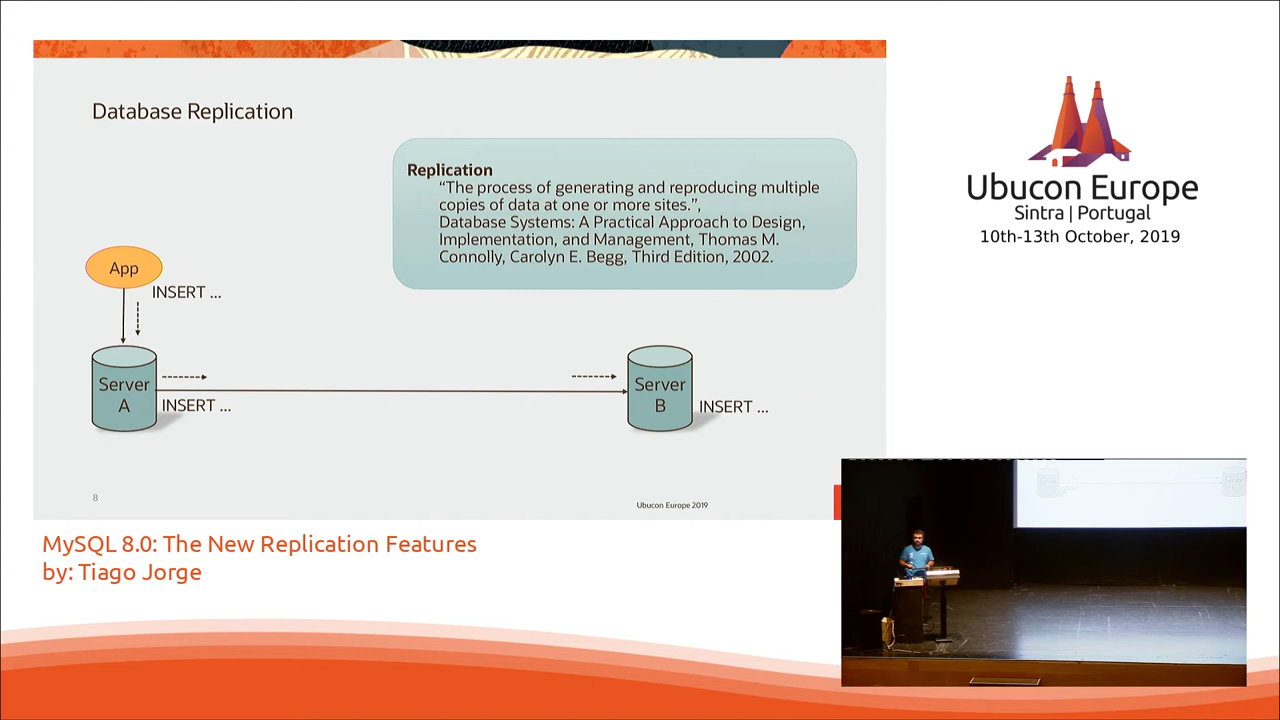 Database Replication
Replication
“The process of generating and reproducing multiple
copies of data at one or more sites.”,
Database Systems: A Practical Approach to Design,
Implementation, and Management, Thomas M.
Connolly, Carolyn E. Begg, Third Edition, 2002.
App
INSERT ...
Server
A
INSERT ...
Server
B
INSERT ...
8
Ubucon Europe 2019
Ubucon Europe
Sintra | Portugal
10th-13th October, 2019
MySQL 8.0: The New Replication Features
by: Tiago Jorge